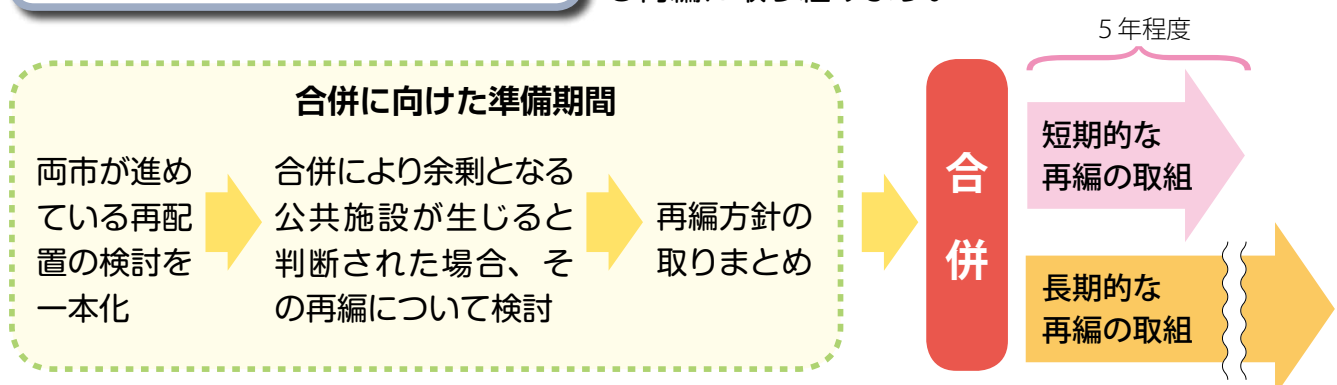 5年程度
合併に向けた準備期間
両市が進め
ている再配
置の検討を
一本化
合併により余剰となる
公共施設が生じると
判断された場合、そ
の再編について検討
再編方針の
取りまとめ
合
併
短期的な
再編の取組
長期的な
再編の取組